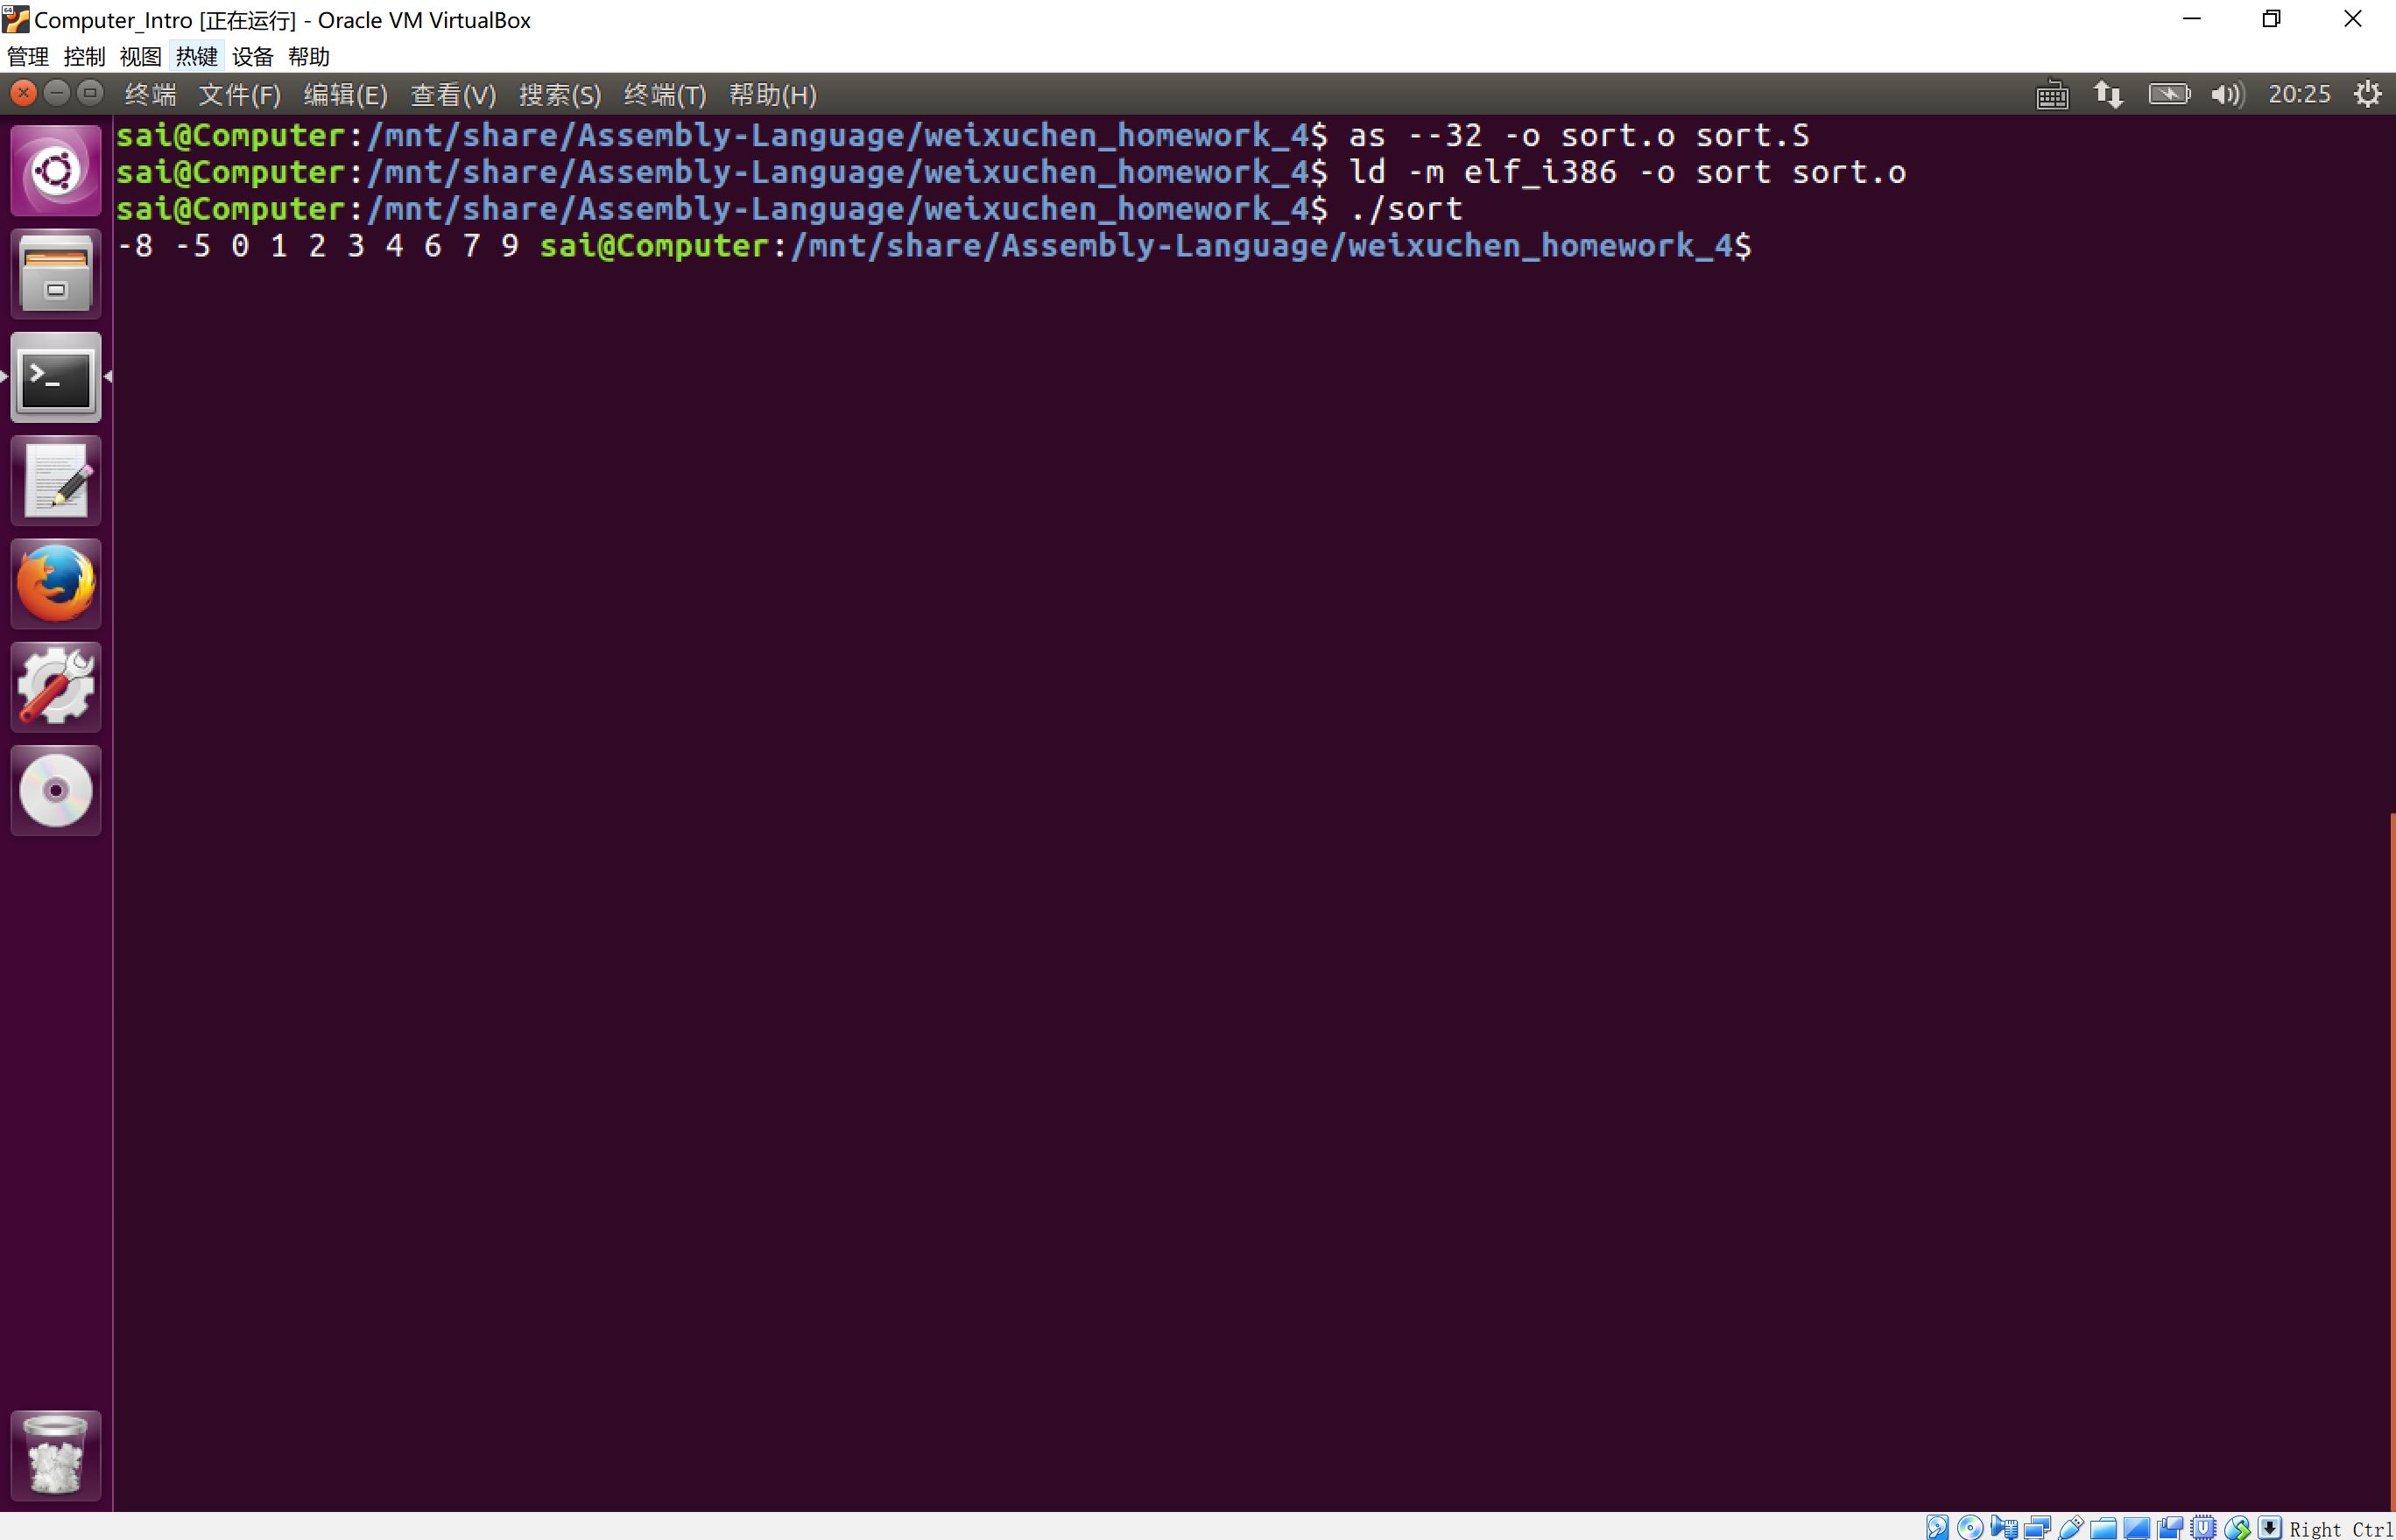 Computer_Intro [正在运行] - Oracle VM VirtualBox
管理 控制 视图 热键 设备 帮助
终端 文件(F) 编辑(E) 查看(V) 搜索(S) 终端(T) 帮助(H) 20:25
sai@Computer:/mnt/share/Assembly-Language/weixuchen_homework_4$ as --32 -o sort.o sort.S
sai@Computer:/mnt/share/Assembly-Language/weixuchen_homework_4$ ld -m elf_i386 -o sort sort.o
sai@Computer:/mnt/share/Assembly-Language/weixuchen_homework_4$ ./sort
-8 -5 0 1 2 3 4 6 7 9 sai@Computer:/mnt/share/Assembly-Language/weixuchen_homework_4$
Right Ctrl